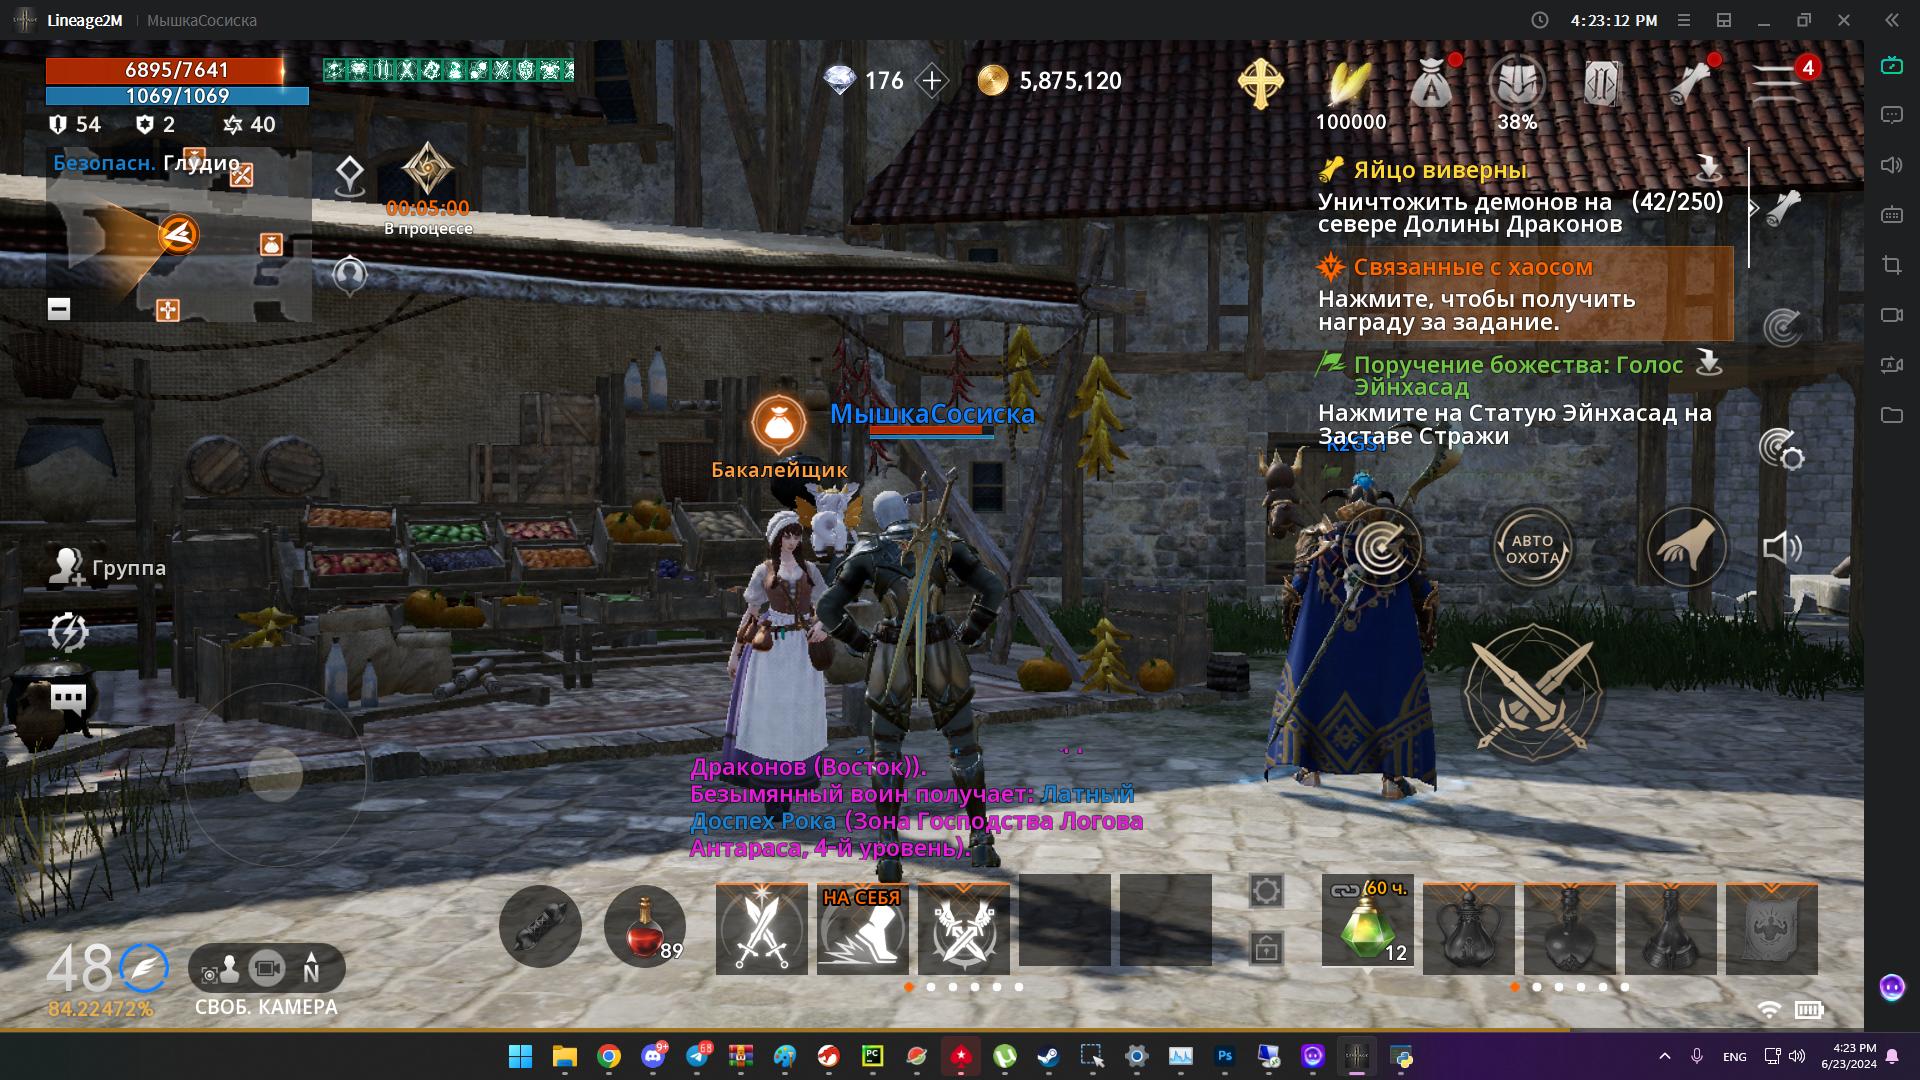 Lineage2M
МышкаСосиска
4:23:12 PM
6895/7641
1069/1069
54
2
40
176
5,875,120
100000
38%
4
Безопасн. Глудио
00:05:00
В процессе
Яйцо виверны
Уничтожить демонов на (42/250)
севере Долины Драконов
Связанные с хаосом
Нажмите, чтобы получить
награду за задание.
Поручение божества: Голос
Эйнхасад
Нажмите на Статую Эйнхасад на
Заставе Стражи
МышкаСосиска
Бакалейщик
АВТО
ОХОТА
Группа
Драконов (Восток)).
Безымянный воин получает: Латный
Доспех Рока (Зона Господства Логова
Антараса, 4-й уровень).
НА СЕБЯ
89
60 ч.
12
48
84.22472%
N
СВОБ. КАМЕРА
9+
68
PC
Ps
ENG
4:23 PM
6/23/2024